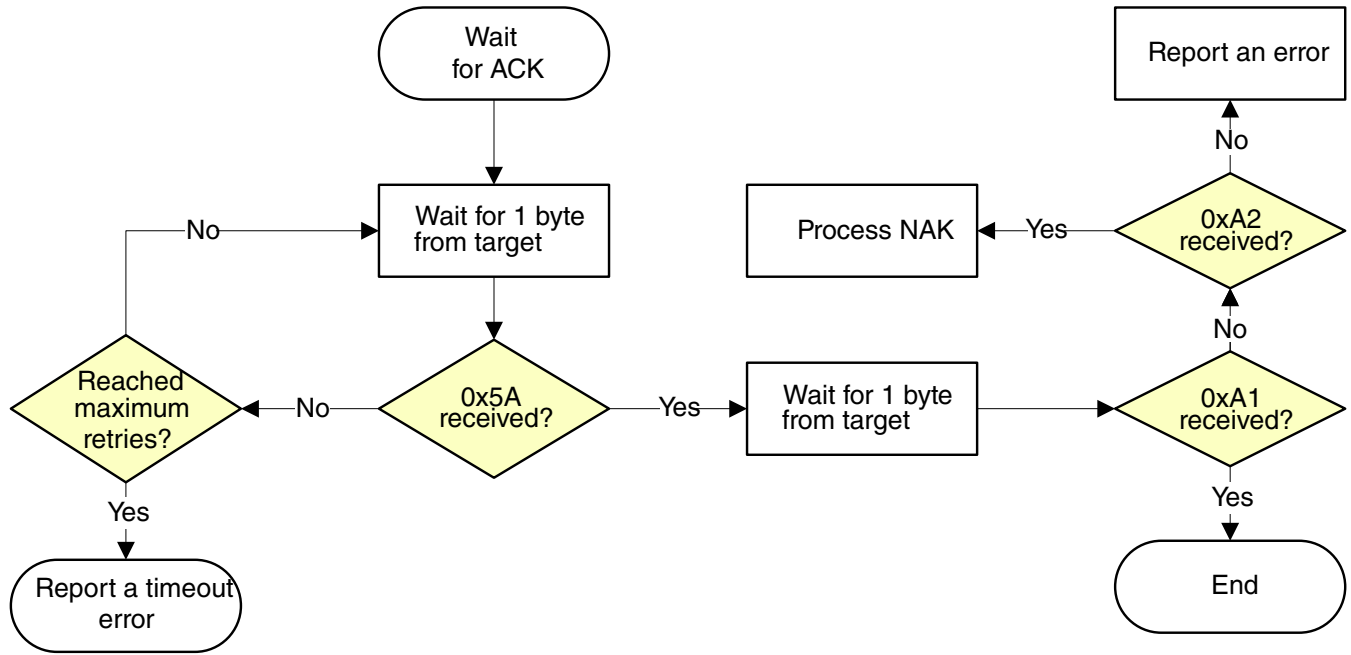 Wait
for ACK
Report an error
No
Wait for 1 byte
from target
No
Process NAK
Yes
0xA2
received?
No
Reached
maximum
retries?
No
0x5A
received?
Yes
Wait for 1 byte
from target
0xA1
received?
Yes
Yes
Report a timeout
error
End